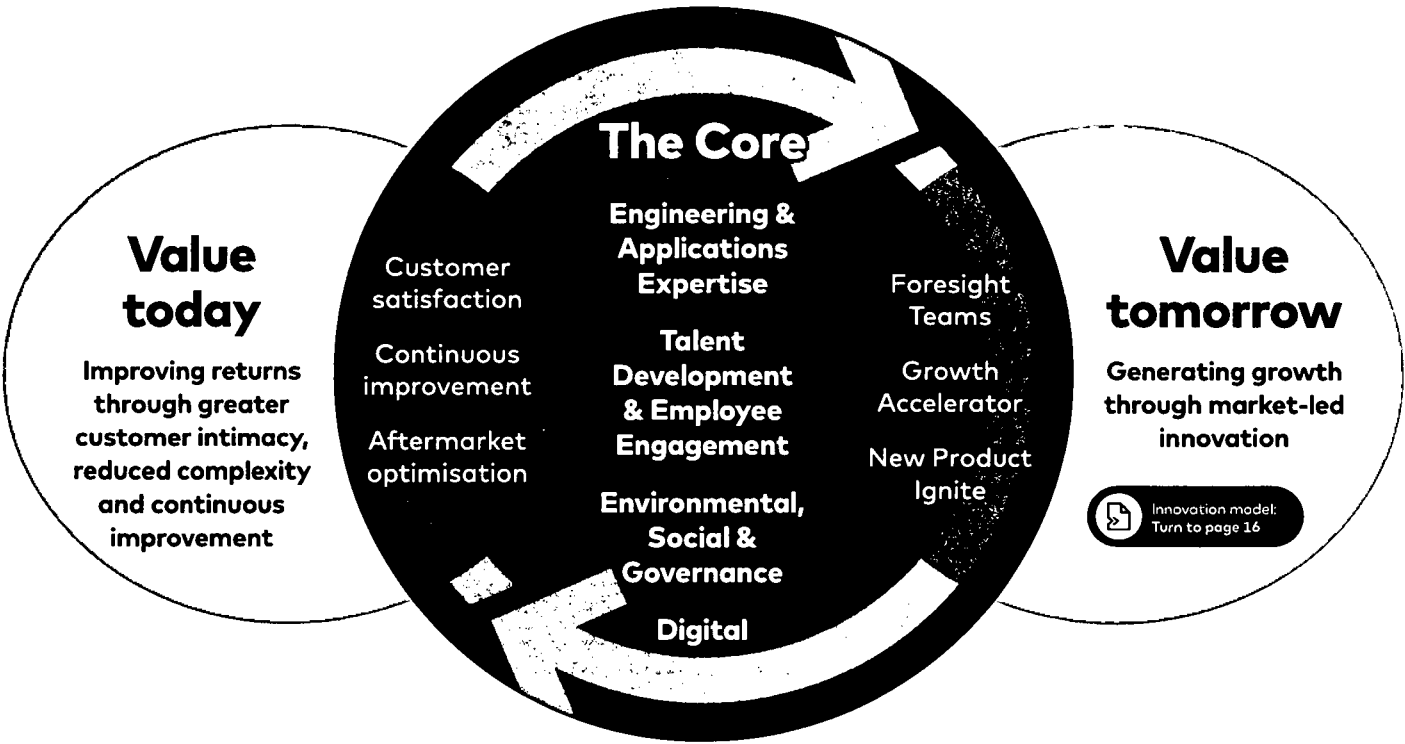 The Core
Value
today
Improving returns
through greater
customer intimacy,
reduced complexity
and continuous
improvement
Customer
satisfaction
Continuous
improvement
Aftermarket
optimisation
Engineering &
Applications
Expertise
Talent
Development
& Employee
Engagement
Environmental,
Social &
Governance
Digital
Foresight
Teams
Growth
Accelerator
New Product
Ignite
Value
tomorrow
Generating growth
through market-led
innovation
Innovation model:
Turn to page 16